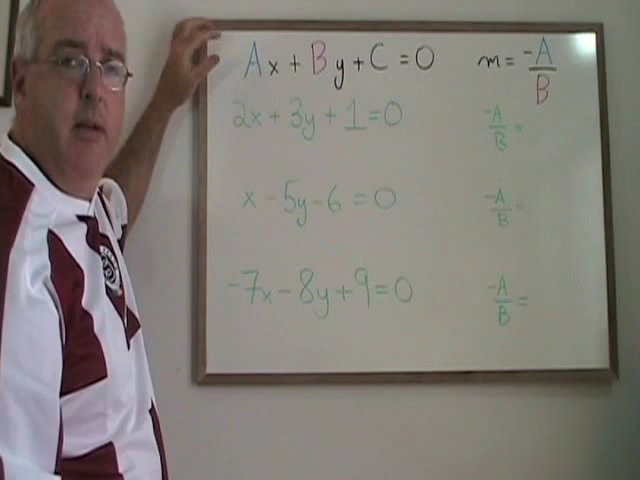 Ax + By + C = 0 m = -A/B
2x + 3y + 1 = 0 -A/B =
x - 5y - 6 = 0 -A/B =
-7x - 8y + 9 = 0 -A/B =